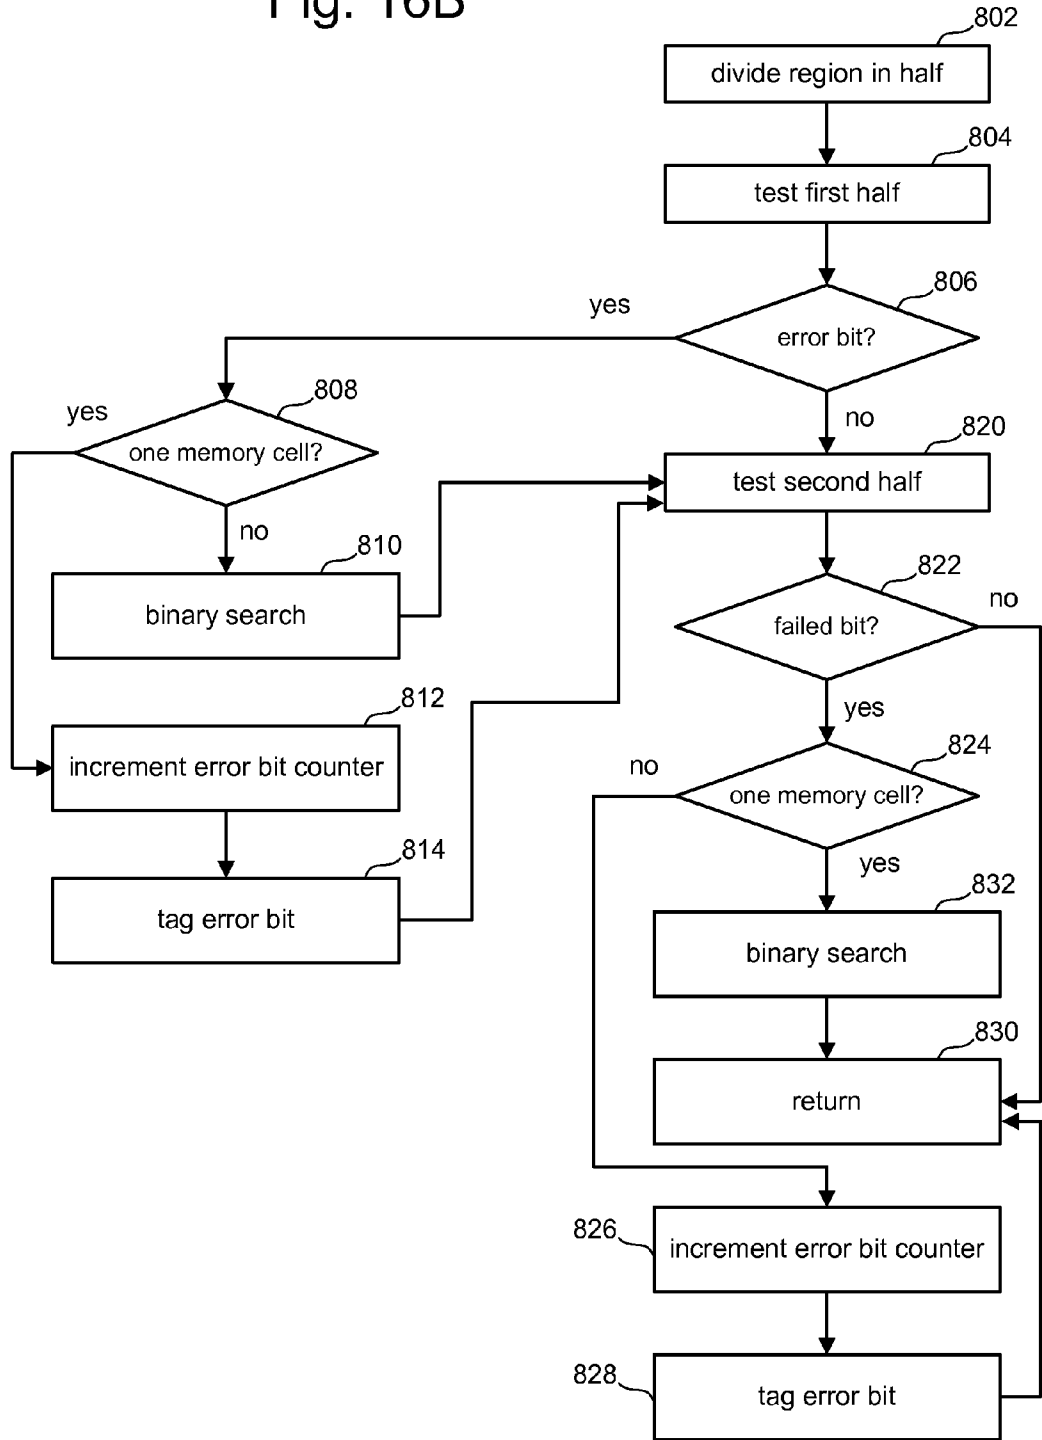 Fig. 16B
802
divide region in half
804
test first half
806
yes
error bit?
808
yes
one memory cell?
no
820
test second half
no
810
binary search
822
no
failed bit?
812
yes
increment error bit counter
824
no
one memory cell?
814
yes
tag error bit
832
binary search
830
return
826
increment error bit counter
828
tag error bit